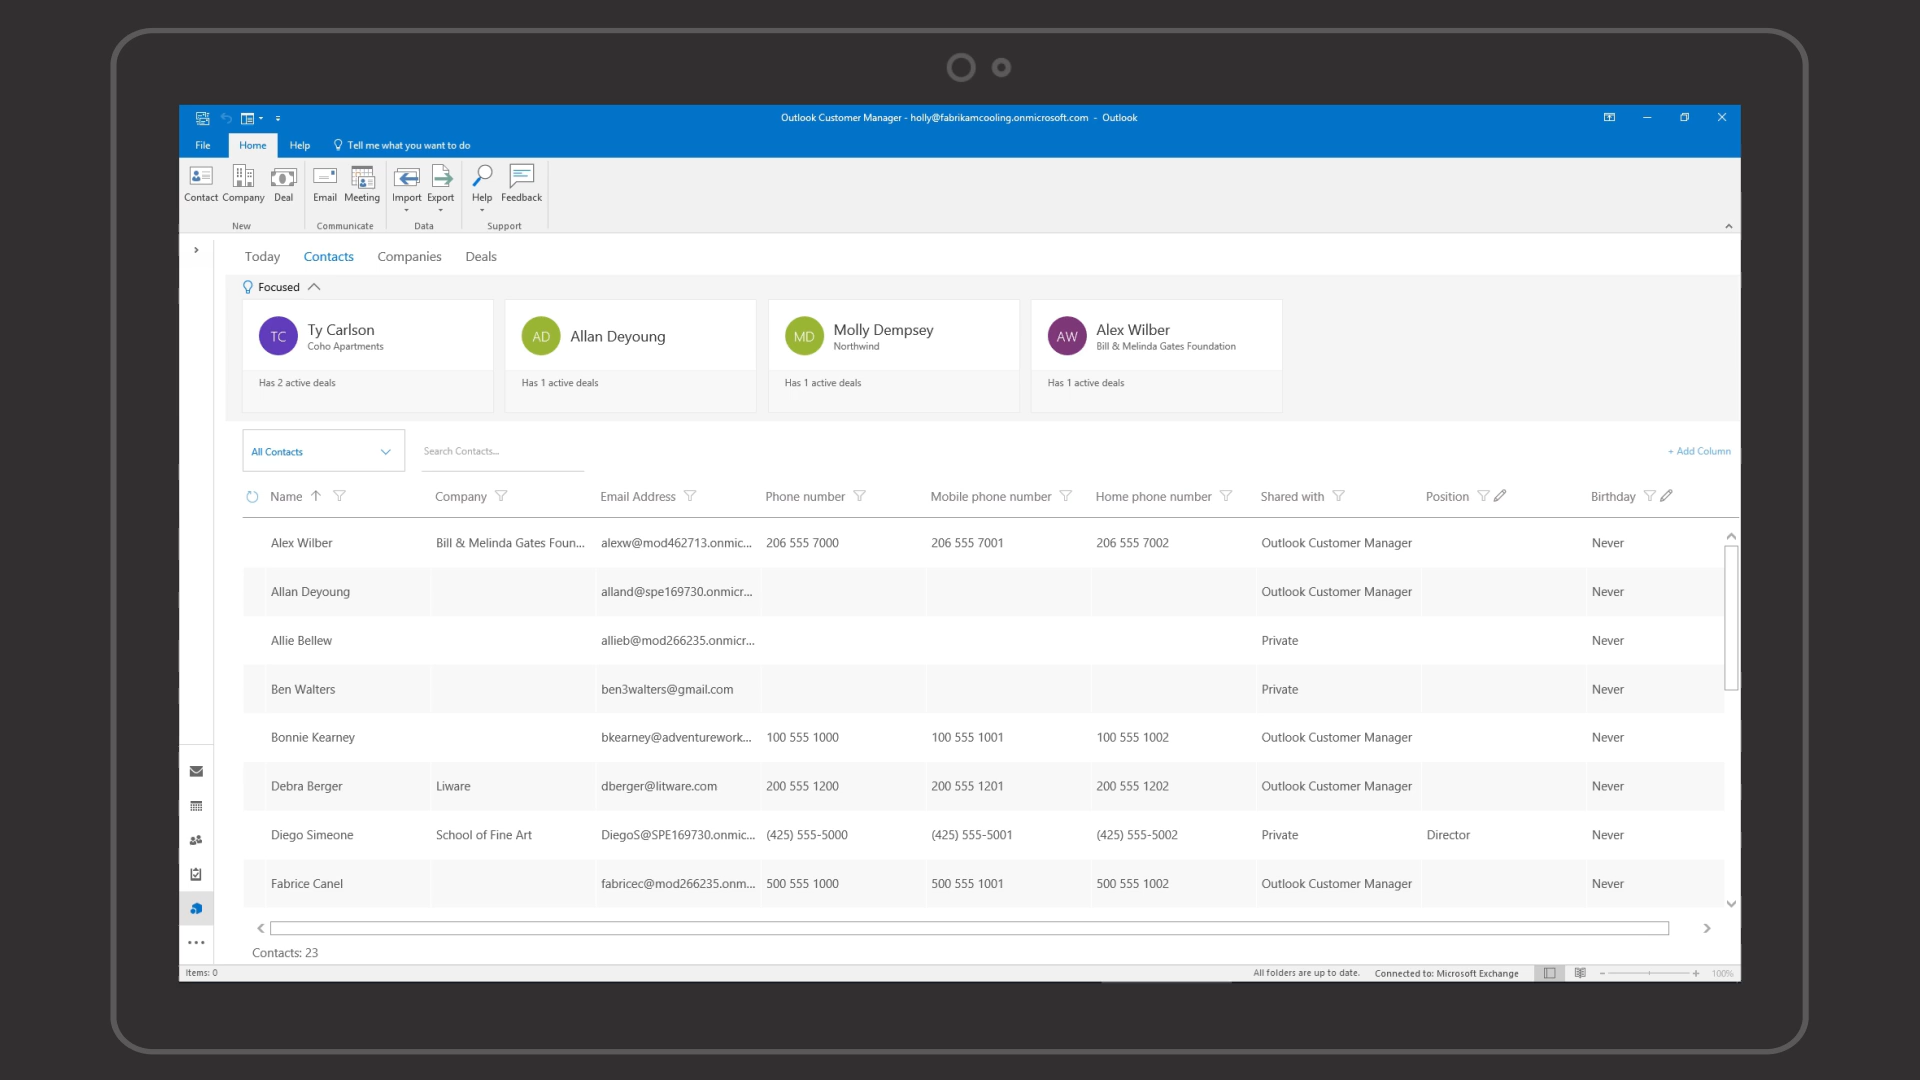 Outlook Customer Manager - holly@fabrikamcooling.onmicrosoft.com - Outlook
File Home Help Tell me what you want to do
Contact Company Deal Email Meeting Import Export Help Feedback
New Communicate Data Support
Today Contacts Companies Deals
Focused
TC Ty Carlson
Coho Apartments
Has 2 active deals
AD Allan Deyoung
Has 1 active deals
MD Molly Dempsey
Northwind
Has 1 active deals
AW Alex Wilber
Bill & Melinda Gates Foundation
Has 1 active deals
All Contacts Search Contacts... + Add Column
Name Company Email Address Phone number Mobile phone number Home phone number Shared with Position Birthday
Alex Wilber Bill & Melinda Gates Foun... alexw@mod462713.onmic... 206 555 7000 206 555 7001 206 555 7002 Outlook Customer Manager Never
Allan Deyoung alland@spe169730.onmicr... Outlook Customer Manager Never
Allie Bellew allieb@mod266235.onmicr... Private Never
Ben Walters ben3walters@gmail.com Private Never
Bonnie Kearney bkearney@adventurework... 100 555 1000 100 555 1001 100 555 1002 Outlook Customer Manager Never
Debra Berger Liware dberger@litware.com 200 555 1200 200 555 1201 200 555 1202 Outlook Customer Manager Never
Diego Simeone School of Fine Art DiegoS@SPE169730.onmic... (425) 555-5000 (425) 555-5001 (425) 555-5002 Private Director Never
Fabrice Canel fabricec@mod266235.onm... 500 555 1000 500 555 1001 500 555 1002 Outlook Customer Manager Never
Contacts: 23
Items: 0 All folders are up to date. Connected to: Microsoft Exchange 100%